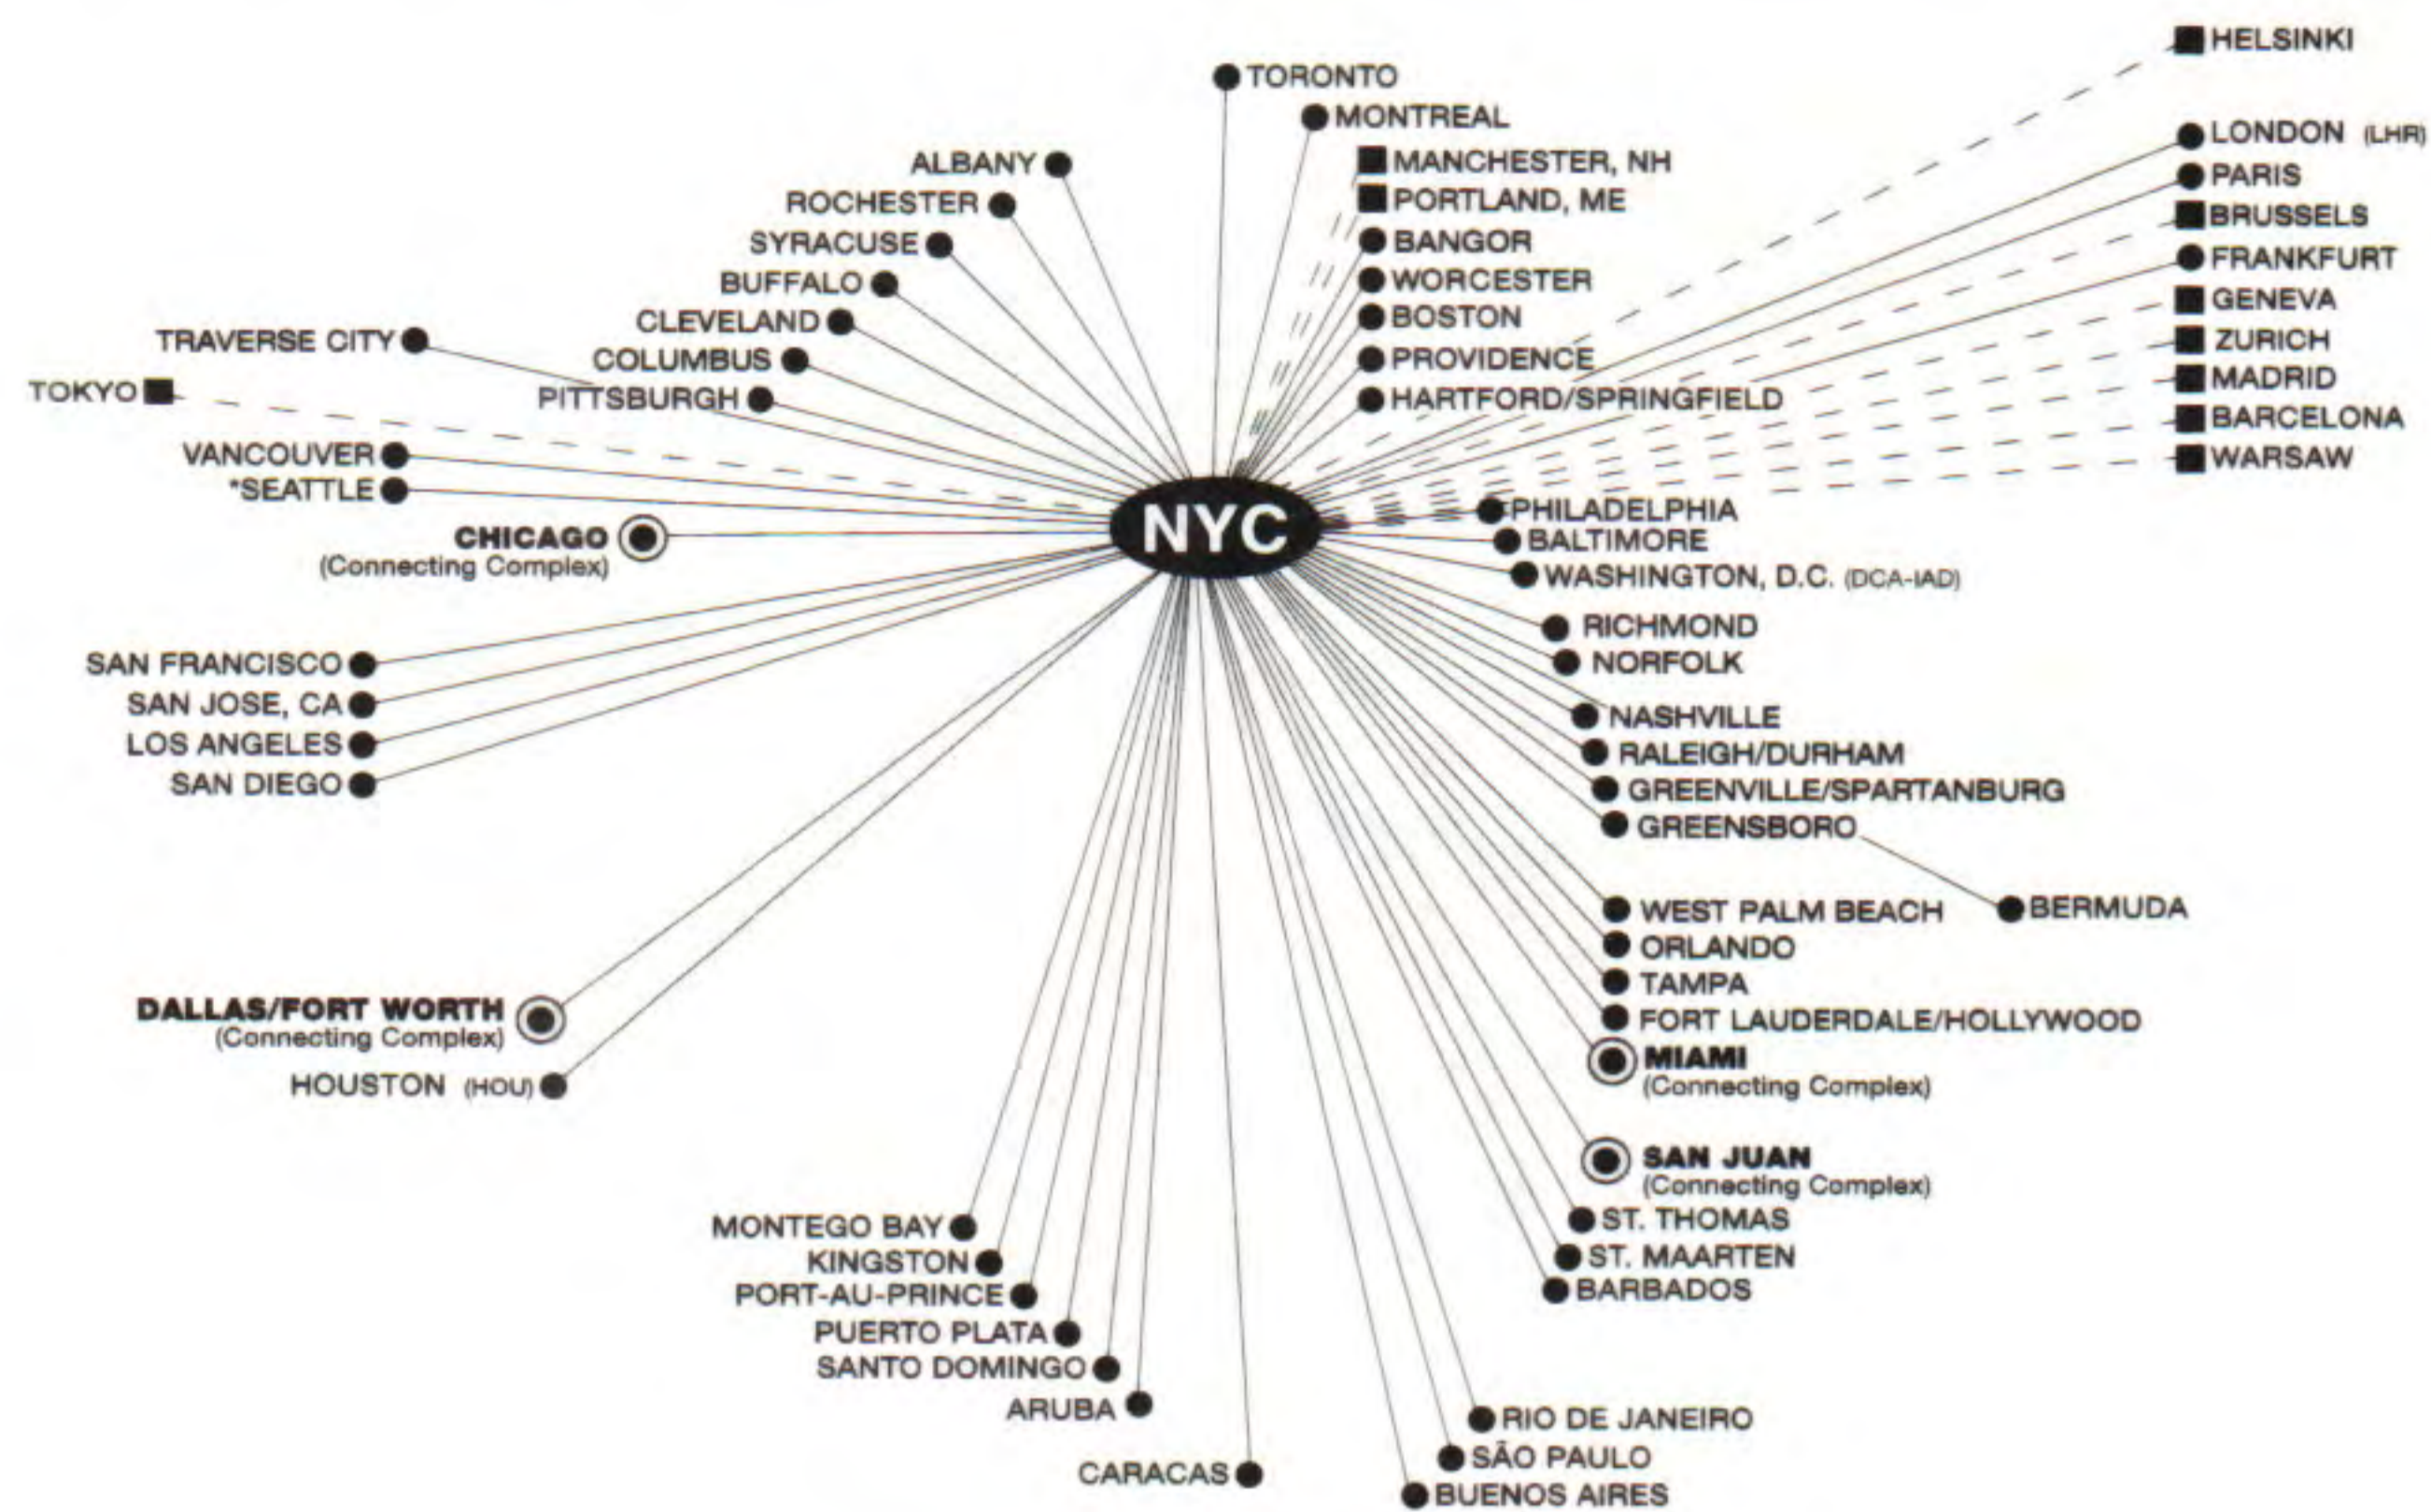 HELSINKI
TORONTO
MONTREAL
LONDON (LHR)
ALBANY
MANCHESTER, NH
PARIS
ROCHESTER
PORTLAND, ME
BRUSSELS
SYRACUSE
BANGOR
FRANKFURT
BUFFALO
WORCESTER
GENEVA
CLEVELAND
BOSTON
TRAVERSE CITY
ZURICH
COLUMBUS
PROVIDENCE
MADRID
TOKYO
PITTSBURGH
HARTFORD/SPRINGFIELD
BARCELONA
VANCOUVER
WARSAW
*SEATTLE
PHILADELPHIA
NYC
CHICAGO
(Connecting Complex)
BALTIMORE
WASHINGTON, D.C. (DCA-IAD)
RICHMOND
NORFOLK
SAN FRANCISCO
SAN JOSE, CA
NASHVILLE
LOS ANGELES
RALEIGH/DURHAM
SAN DIEGO
GREENVILLE/SPARTANBURG
GREENSBORO
WEST PALM BEACH
BERMUDA
ORLANDO
TAMPA
DALLAS/FORT WORTH
(Connecting Complex)
FORT LAUDERDALE/HOLLYWOOD
MIAMI
(Connecting Complex)
HOUSTON (HOU)
SAN JUAN
(Connecting Complex)
MONTEGO BAY
ST. THOMAS
KINGSTON
ST. MAARTEN
PORT-AU-PRINCE
BARBADOS
PUERTO PLATA
SANTO DOMINGO
ARUBA
RIO DE JANEIRO
SÃO PAULO
CARACAS
BUENOS AIRES